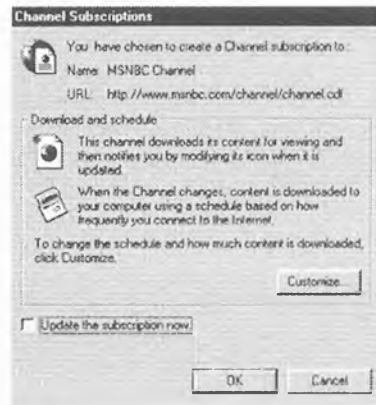 Channel Subscriptions
You have chosen to create a Channel subscription to:
Name: MSNBC Channel
URL: http://www.msnbc.com/channel/channel.cdf
Download and schedule
This channel downloads its content for viewing and
then notifies you by modifying its icon when it is
updated.
When the Channel changes, content is downloaded to
your computer using a schedule based on how
frequently you connect to the Internet.
To change the schedule and how much content is downloaded,
click Customize.
Customize...
Update the subscription now
OK
Cancel